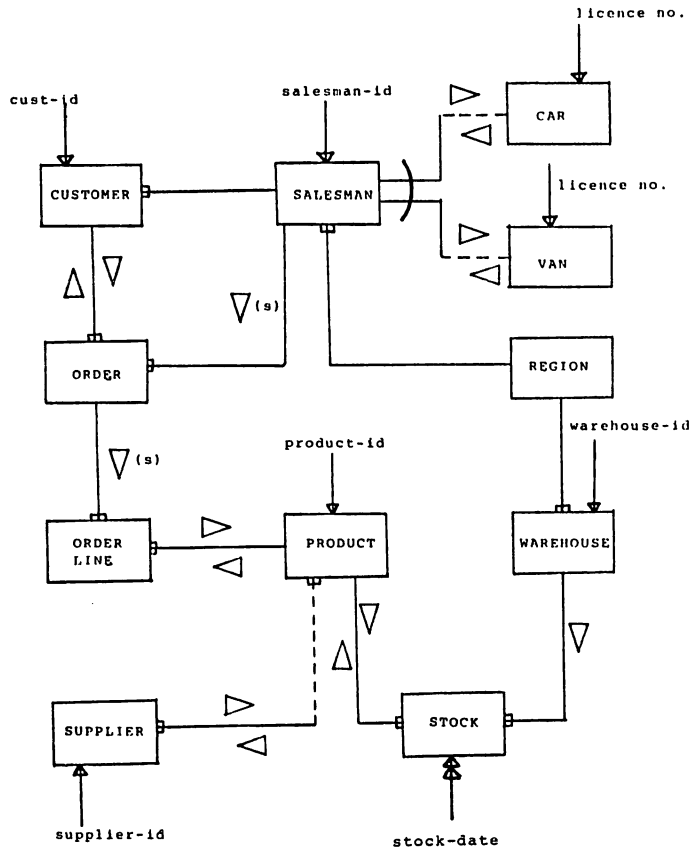 licence no.
cust-id
salesman-id
CAR
CUSTOMER
SALESMAN
licence no.
VAN
(s)
ORDER
REGION
warehouse-id
product-id
(s)
ORDER
LINE
PRODUCT
WAREHOUSE
SUPPLIER
STOCK
supplier-id
stock-date